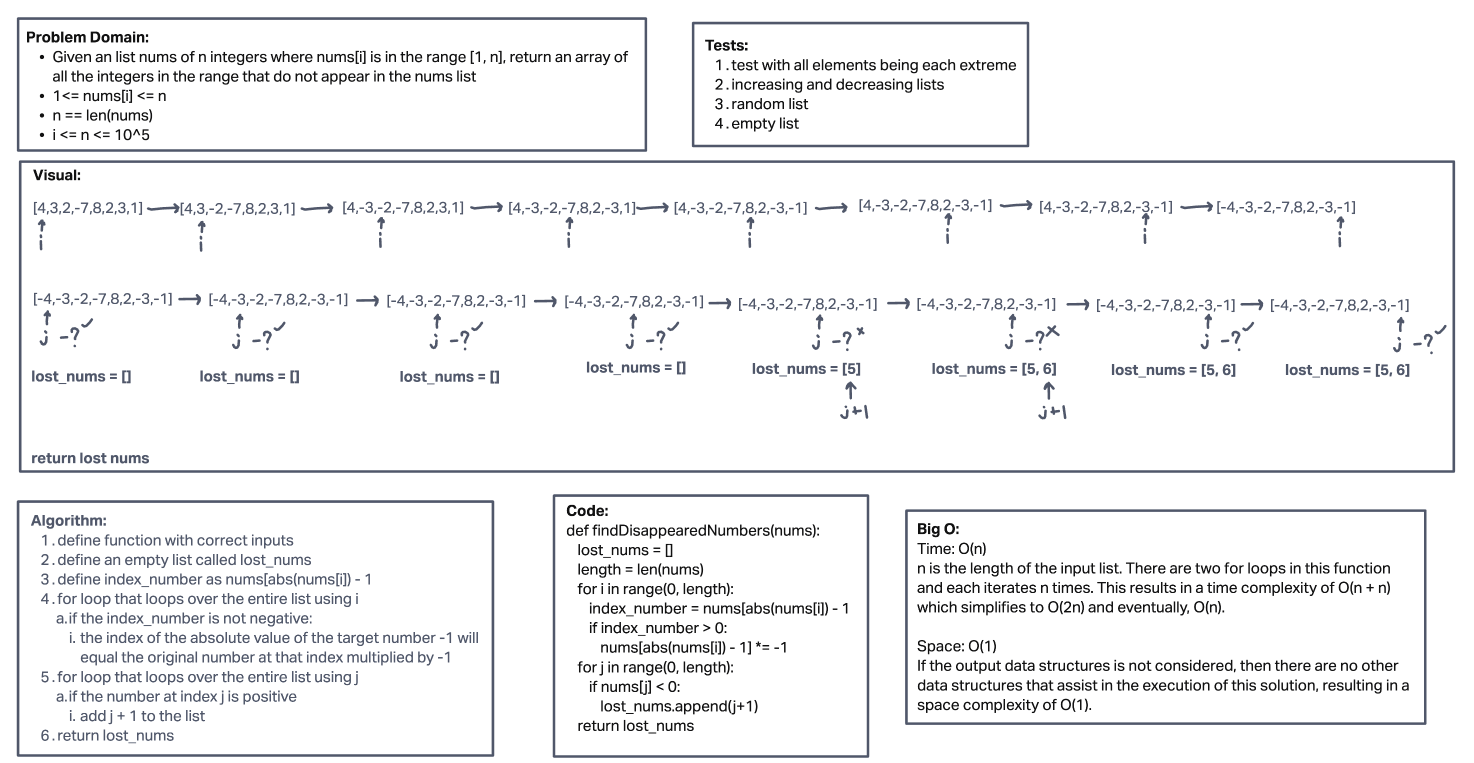 Problem Domain:
• Given an list nums of n integers where nums[i] is in the range [1, n], return an array of
all the integers in the range that do not appear in the nums list
• 1<= nums[i] <= n
• n == len(nums)
• i <= n <= 10^5
Tests:
1. test with all elements being each extreme
2. increasing and decreasing lists
3. random list
4. empty list
Visual:
[4,3,2,-7,8,2,3,1] → [4,3,-2,-7,8,2,3,1] → [4,-3,-2,-7,8,2,3,1] → [4,-3,-2,-7,8,2,-3,1] → [4,-3,-2,-7,8,2,-3,-1] → [4,-3,-2,-7,8,2,-3,-1] → [4,-3,-2,-7,8,2,-3,-1] → [-4,-3,-2,-7,8,2,-3,-1]
i i i i i i i i
[-4,-3,-2,-7,8,2,-3,-1] → [-4,-3,-2,-7,8,2,-3,-1] → [-4,-3,-2,-7,8,2,-3,-1] → [-4,-3,-2,-7,8,2,-3,-1] → [-4,-3,-2,-7,8,2,-3,-1] → [-4,-3,-2,-7,8,2,-3,-1] → [-4,-3,-2,-7,8,2,-3,-1] → [-4,-3,-2,-7,8,2,-3,-1]
j -?✓ j -?✓ j -?✓ j -?✓ j -?x j -?x j -?✓ j -?✓
lost_nums = [] lost_nums = [] lost_nums = [] lost_nums = [] lost_nums = [5] lost_nums = [5, 6] lost_nums = [5, 6] lost_nums = [5, 6]
j+1 j+1
return lost nums
Algorithm:
1. define function with correct inputs
2. define an empty list called lost_nums
3. define index_number as nums[abs(nums[i]) - 1
4. for loop that loops over the entire list using i
a. if the index_number is not negative:
i. the index of the absolute value of the target number -1 will
equal the original number at that index multiplied by -1
5. for loop that loops over the entire list using j
a. if the number at index j is positive
i. add j + 1 to the list
6. return lost_nums
Code:
def findDisappearedNumbers(nums):
lost_nums = []
length = len(nums)
for i in range(0, length):
index_number = nums[abs(nums[i]) - 1
if index_number > 0:
nums[abs(nums[i]) - 1] *= -1
for j in range(0, length):
if nums[j] < 0:
lost_nums.append(j+1)
return lost_nums
Big O:
Time: O(n)
n is the length of the input list. There are two for loops in this function
and each iterates n times. This results in a time complexity of O(n + n)
which simplifies to O(2n) and eventually, O(n).
Space: O(1)
If the output data structures is not considered, then there are no other
data structures that assist in the execution of this solution, resulting in a
space complexity of O(1).